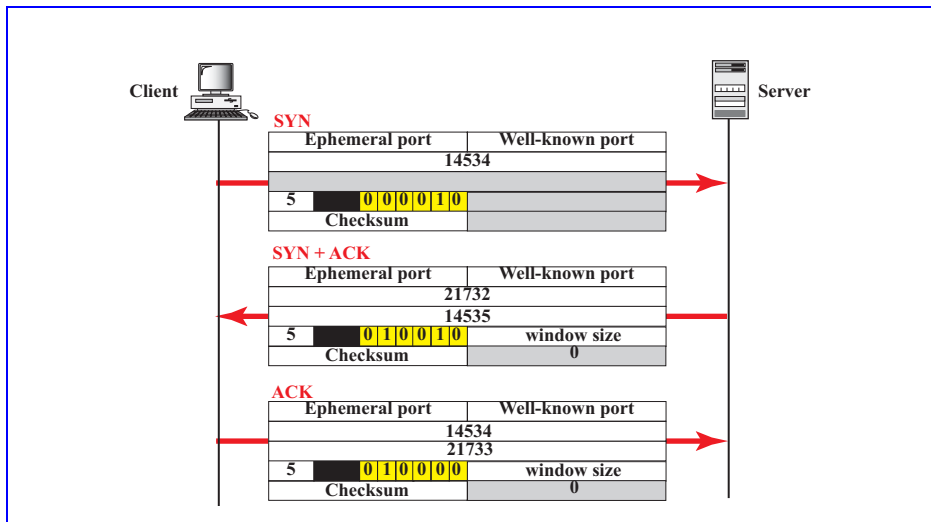 Client
Server
SYN
Ephemeral port Well-known port
14534
5 0 0 0 0 1 0
Checksum
SYN + ACK
Ephemeral port Well-known port
21732
14535
5 0 1 0 0 1 0 window size
Checksum 0
ACK
Ephemeral port Well-known port
14534
21733
5 0 1 0 0 0 0 window size
Checksum 0